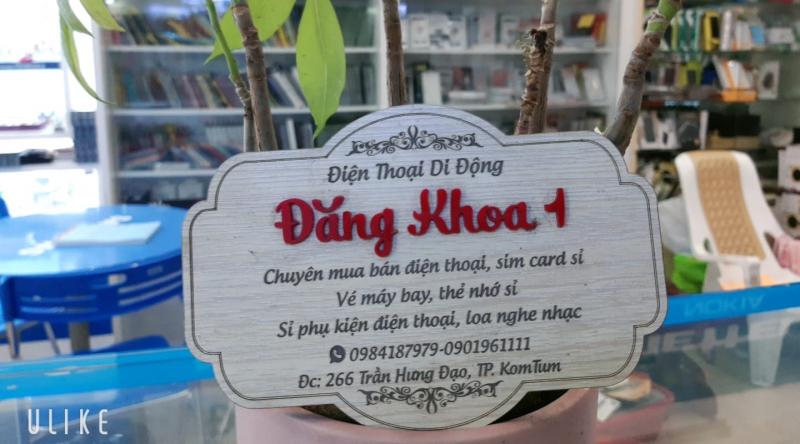 Điện Thoại Di Động
Đăng Khoa 1
Chuyên mua bán điện thoại, sim card sỉ
Vé máy bay, thẻ nhớ sỉ
Sỉ phụ kiện điện thoại, loa nghe nhạc
0984187979-0901961111
Đc: 266 Trần Hưng Đạo, TP. KomTum
NOKIA
ULIKE